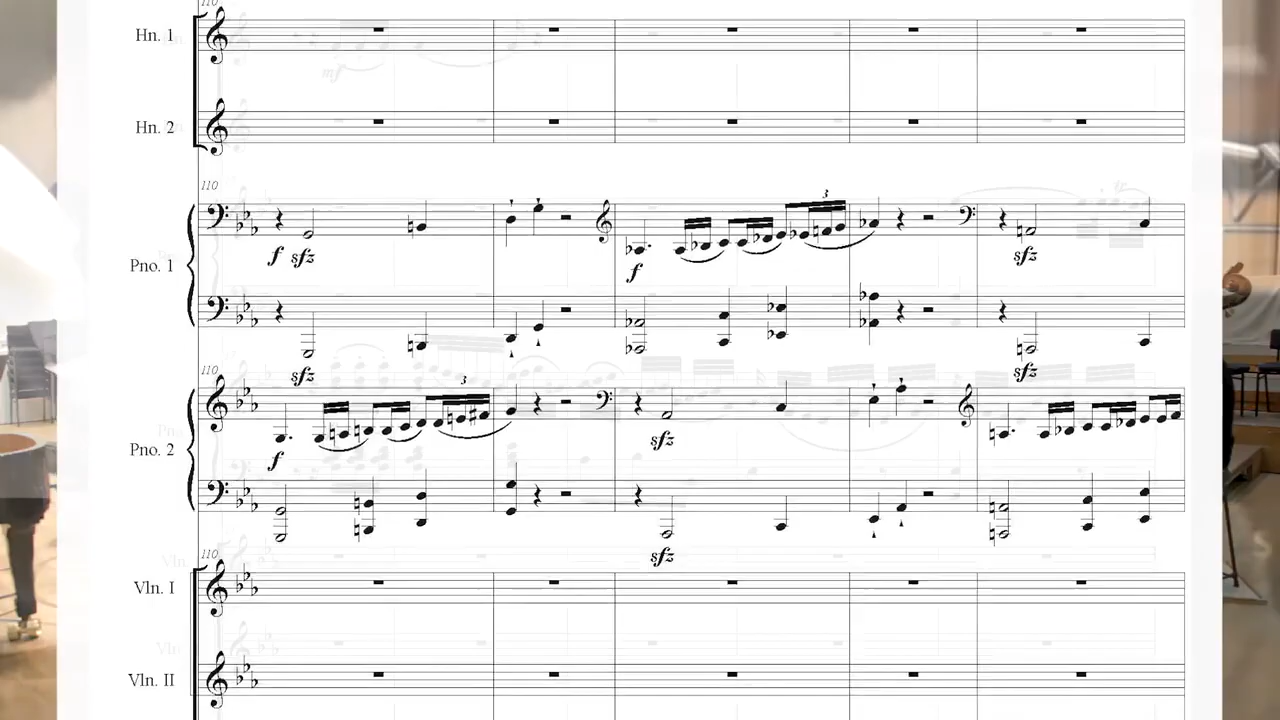 110
Hn. 1
Hn. 2
110
3
f sfz
f
sfz
Pno. 1
sfz
sfz
110
3
f
sfz
Pno. 2
sfz
110
Vln. I
Vln. II